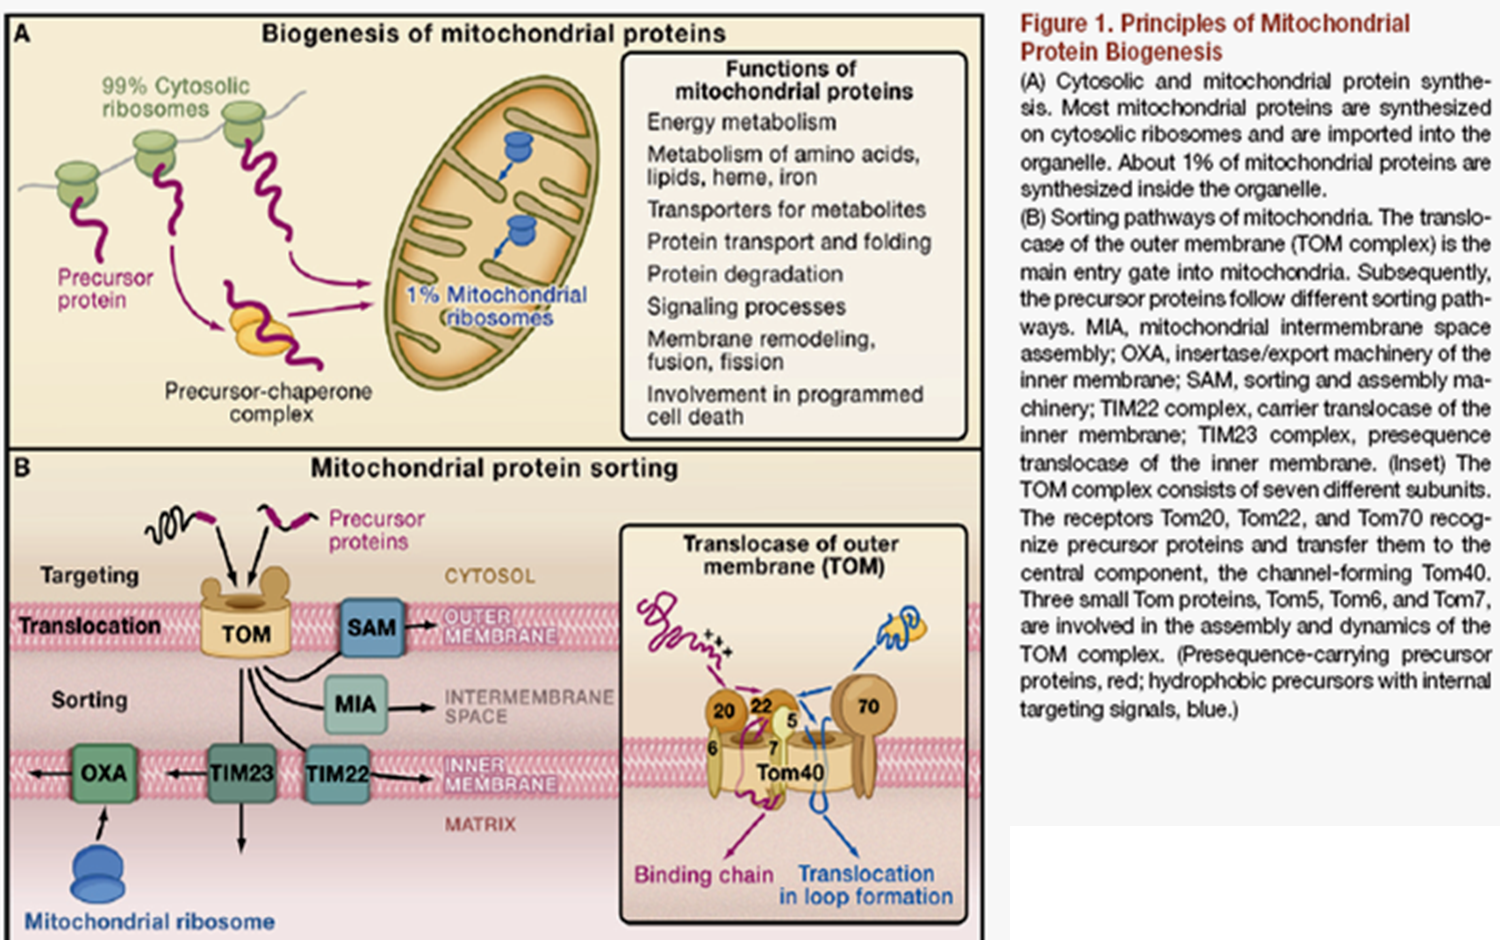 A
Biogenesis of mitochondrial proteins
99% Cytosolic
ribosomes
Precursor
protein
Precursor-chaperone
complex
1% Mitochondrial
ribosomes
Functions of
mitochondrial proteins
Energy metabolism
Metabolism of amino acids,
lipids, heme, iron
Transporters for metabolites
Protein transport and folding
Protein degradation
Signaling processes
Membrane remodeling,
fusion, fission
Involvement in programmed
cell death
B
Mitochondrial protein sorting
Precursor
proteins
Targeting
CYTOSOL
Translocation
TOM
SAM
OUTER
MEMBRANE
Sorting
MIA
INTERMEMBRANE
SPACE
OXA
TIM23
TIM22
INNER
MEMBRANE
MATRIX
Mitochondrial ribosome
Translocase of outer
membrane (TOM)
+++
+
20
22
5
70
6
7
Tom40
Binding chain
Translocation
in loop formation
Figure 1. Principles of Mitochondrial
Protein Biogenesis
(A) Cytosolic and mitochondrial protein synthe-
sis. Most mitochondrial proteins are synthesized
on cytosolic ribosomes and are imported into the
organelle. About 1% of mitochondrial proteins are
synthesized inside the organelle.
(B) Sorting pathways of mitochondria. The translo-
case of the outer membrane (TOM complex) is the
main entry gate into mitochondria. Subsequently,
the precursor proteins follow different sorting path-
ways. MIA, mitochondrial intermembrane space
assembly; OXA, insertase/export machinery of the
inner membrane; SAM, sorting and assembly ma-
chinery; TIM22 complex, carrier translocase of the
inner membrane; TIM23 complex, presequence
translocase of the inner membrane. (Inset) The
TOM complex consists of seven different subunits.
The receptors Tom20, Tom22, and Tom70 recog-
nize precursor proteins and transfer them to the
central component, the channel-forming Tom40.
Three small Tom proteins, Tom5, Tom6, and Tom7,
are involved in the assembly and dynamics of the
TOM complex. (Presequence-carrying precursor
proteins, red; hydrophobic precursors with internal
targeting signals, blue.)